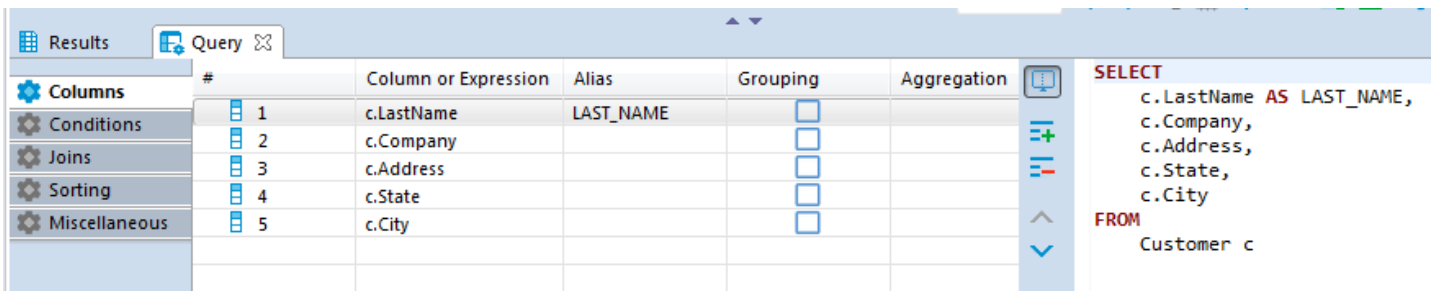 Results
Query
Columns
Conditions
Joins
Sorting
Miscellaneous
# Column or Expression Alias Grouping Aggregation
1 c.LastName LAST_NAME
2 c.Company
3 c.Address
4 c.State
5 c.City
SELECT
c.LastName AS LAST_NAME,
c.Company,
c.Address,
c.State,
c.City
FROM
Customer c